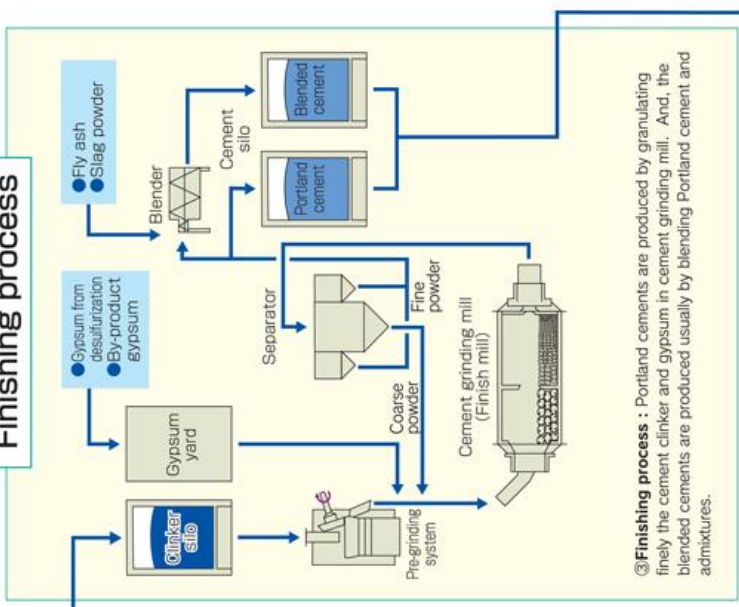 Finishing process
● Gypsum from
desulfurization
● By-product
gypsum
● Fly ash
● Slag powder
Clinker
silo
Gypsum
yard
Separator
Blender
Cement
silo
Portland
cement
Blended
cement
Pre-grinding
system
Coarse
powder
Fine
powder
Cement grinding mill
(Finish mill)
③Finishing process : Portland cements are produced by granulating
finely the cement clinker and gypsum in cement grinding mill. And, the
blended cements are produced usually by blending Portland cement and
admixtures.